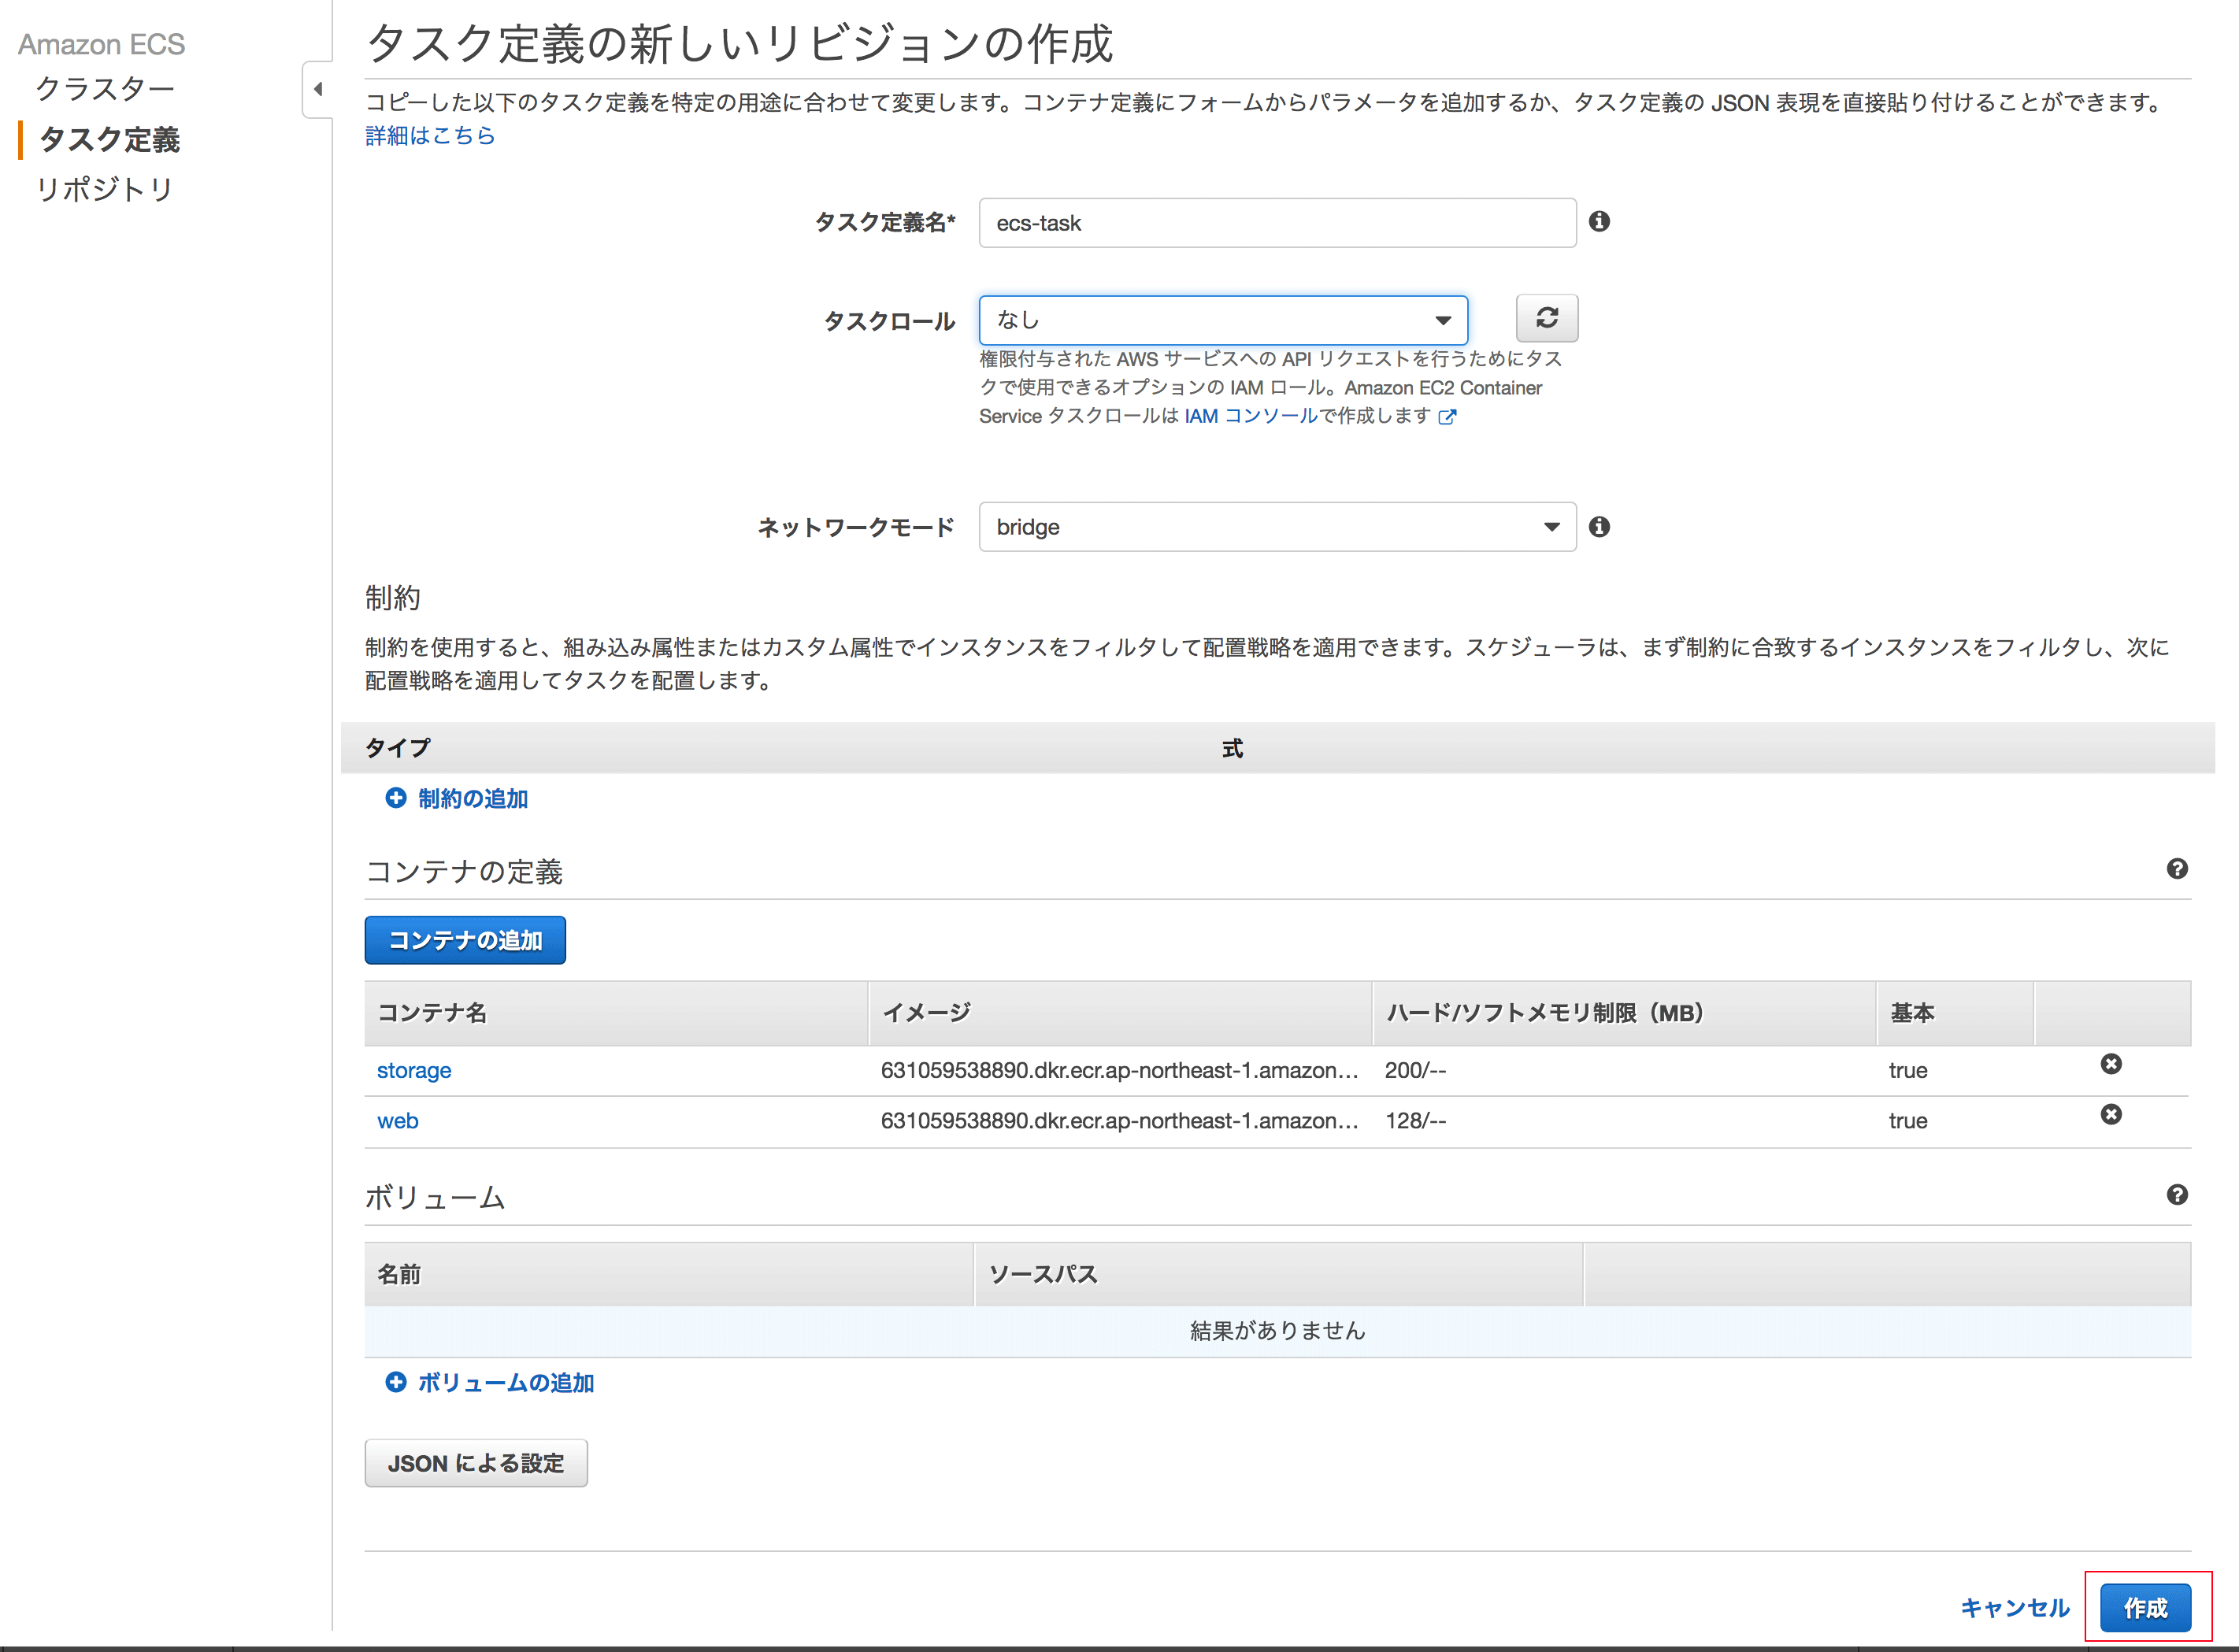 Amazon ECS
クラスター
タスク定義
リポジトリ
タスク定義の新しいリビジョンの作成
コピーした以下のタスク定義を特定の用途に合わせて変更します。コンテナ定義にフォームからパラメータを追加するか、タスク定義の JSON 表現を直接貼り付けることができます。
詳細はこちら
タスク定義名* ecs-task
タスクロール なし
権限付与された AWS サービスへの API リクエストを行うためにタス
クで使用できるオプションの IAM ロール。Amazon EC2 Container
Service タスクロールは IAM コンソールで作成します
ネットワークモード bridge
制約
制約を使用すると、組み込み属性またはカスタム属性でインスタンスをフィルタして配置戦略を適用できます。スケジューラは、まず制約に合致するインスタンスをフィルタし、次に
配置戦略を適用してタスクを配置します。
タイプ 式
制約の追加
コンテナの定義
コンテナの追加
コンテナ名 イメージ ハード/ソフトメモリ制限（MB） 基本
storage 631059538890.dkr.ecr.ap-northeast-1.amazon... 200/-- true
web 631059538890.dkr.ecr.ap-northeast-1.amazon... 128/-- true
ボリューム
名前 ソースパス
結果がありません
ボリュームの追加
JSON による設定
キャンセル 作成